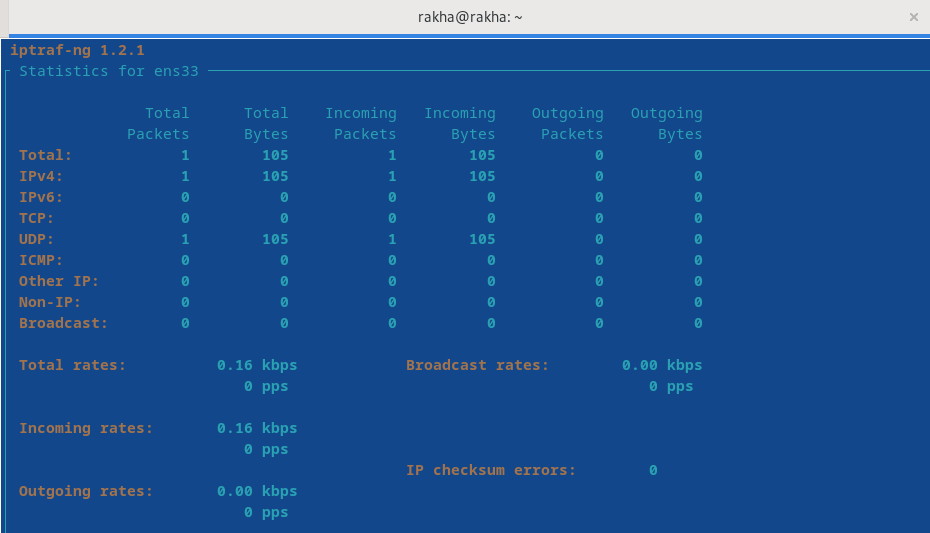 rakha@rakha: ~ ×
iptraf-ng 1.2.1
Statistics for ens33
Total Total Incoming Incoming Outgoing Outgoing
Packets Bytes Packets Bytes Packets Bytes
Total: 1 105 1 105 0 0
IPv4: 1 105 1 105 0 0
IPv6: 0 0 0 0 0 0
TCP: 0 0 0 0 0 0
UDP: 1 105 1 105 0 0
ICMP: 0 0 0 0 0 0
Other IP: 0 0 0 0 0 0
Non-IP: 0 0 0 0 0 0
Broadcast: 0 0 0 0 0 0
Total rates: 0.16 kbps Broadcast rates: 0.00 kbps
0 pps 0 pps
Incoming rates: 0.16 kbps
0 pps
IP checksum errors: 0
Outgoing rates: 0.00 kbps
0 pps